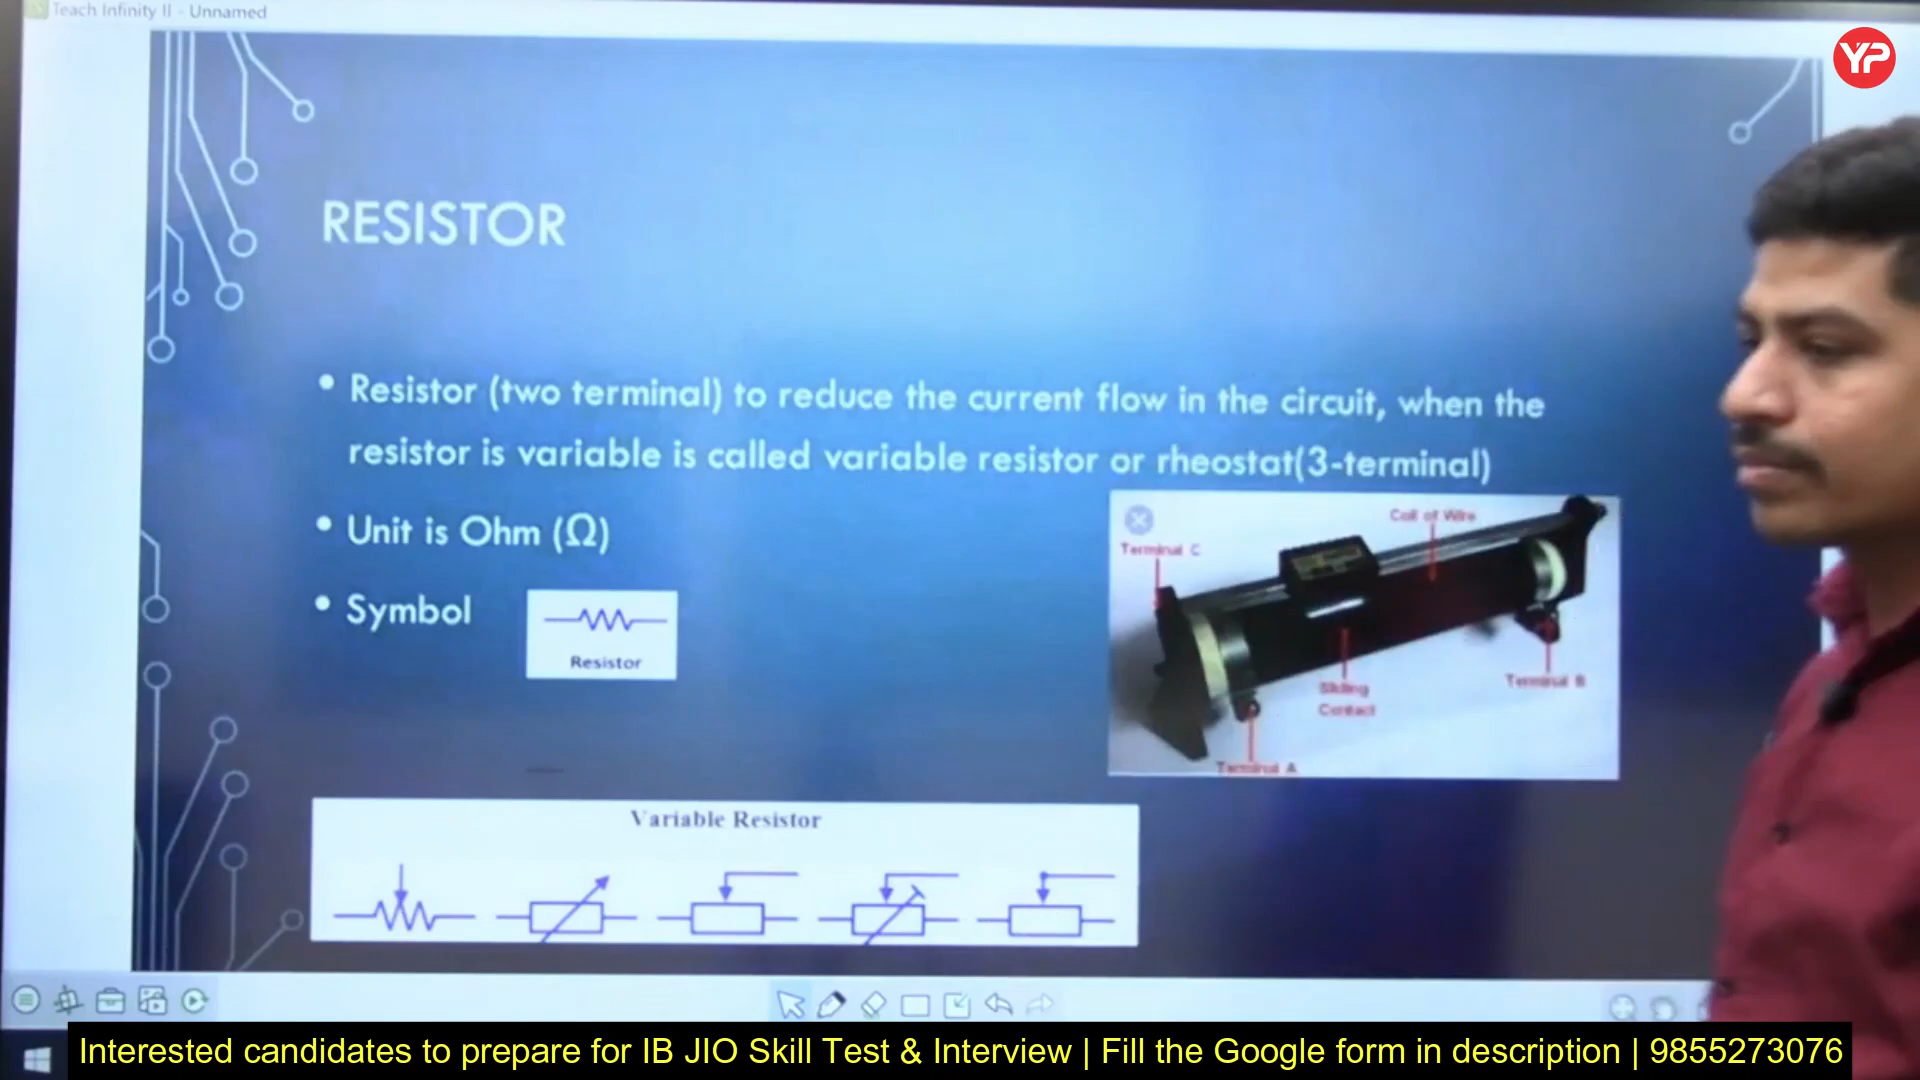 Teach Infinity II - Unnamed
YP
RESISTOR
• Resistor (two terminal) to reduce the current flow in the circuit, when the
resistor is variable is called variable resistor or rheostat(3-terminal)
• Unit is Ohm (Ω)
• Symbol
Resistor
Coil of Wire
Terminal C
Sliding
Contact
Terminal B
Terminal A
Variable Resistor
Interested candidates to prepare for IB JIO Skill Test & Interview | Fill the Google form in description | 9855273076